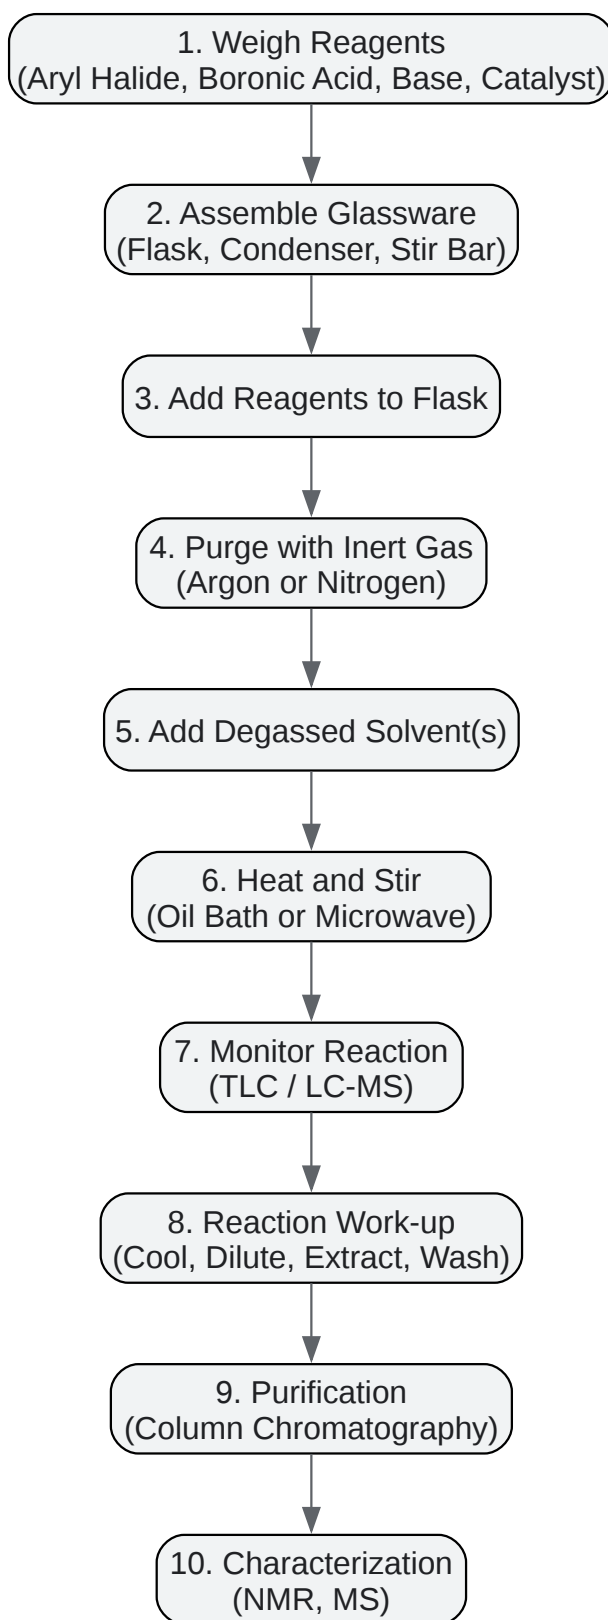 1. Weigh Reagents
(Aryl Halide, Boronic Acid, Base, Catalyst)
2. Assemble Glassware
(Flask, Condenser, Stir Bar)
3. Add Reagents to Flask
4. Purge with Inert Gas
(Argon or Nitrogen)
5. Add Degassed Solvent(s)
6. Heat and Stir
(Oil Bath or Microwave)
7. Monitor Reaction
(TLC / LC-MS)
8. Reaction Work-up
(Cool, Dilute, Extract, Wash)
9. Purification
(Column Chromatography)
10. Characterization
(NMR, MS)